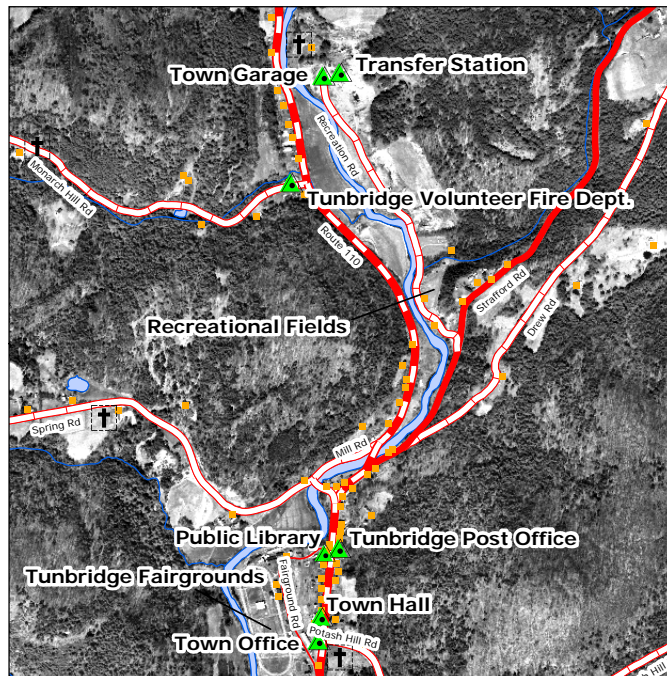 Town Garage
Transfer Station
Recreation Rd
Monarch Hill Rd
Tunbridge Volunteer Fire Dept.
Route 110
Strafford Rd
Drew Rd
Recreational Fields
Spring Rd
Mill Rd
Public Library
Tunbridge Post Office
Tunbridge Fairgrounds
Fairground Rd
Town Hall
Town Office
Potash Hill Rd
h Hill